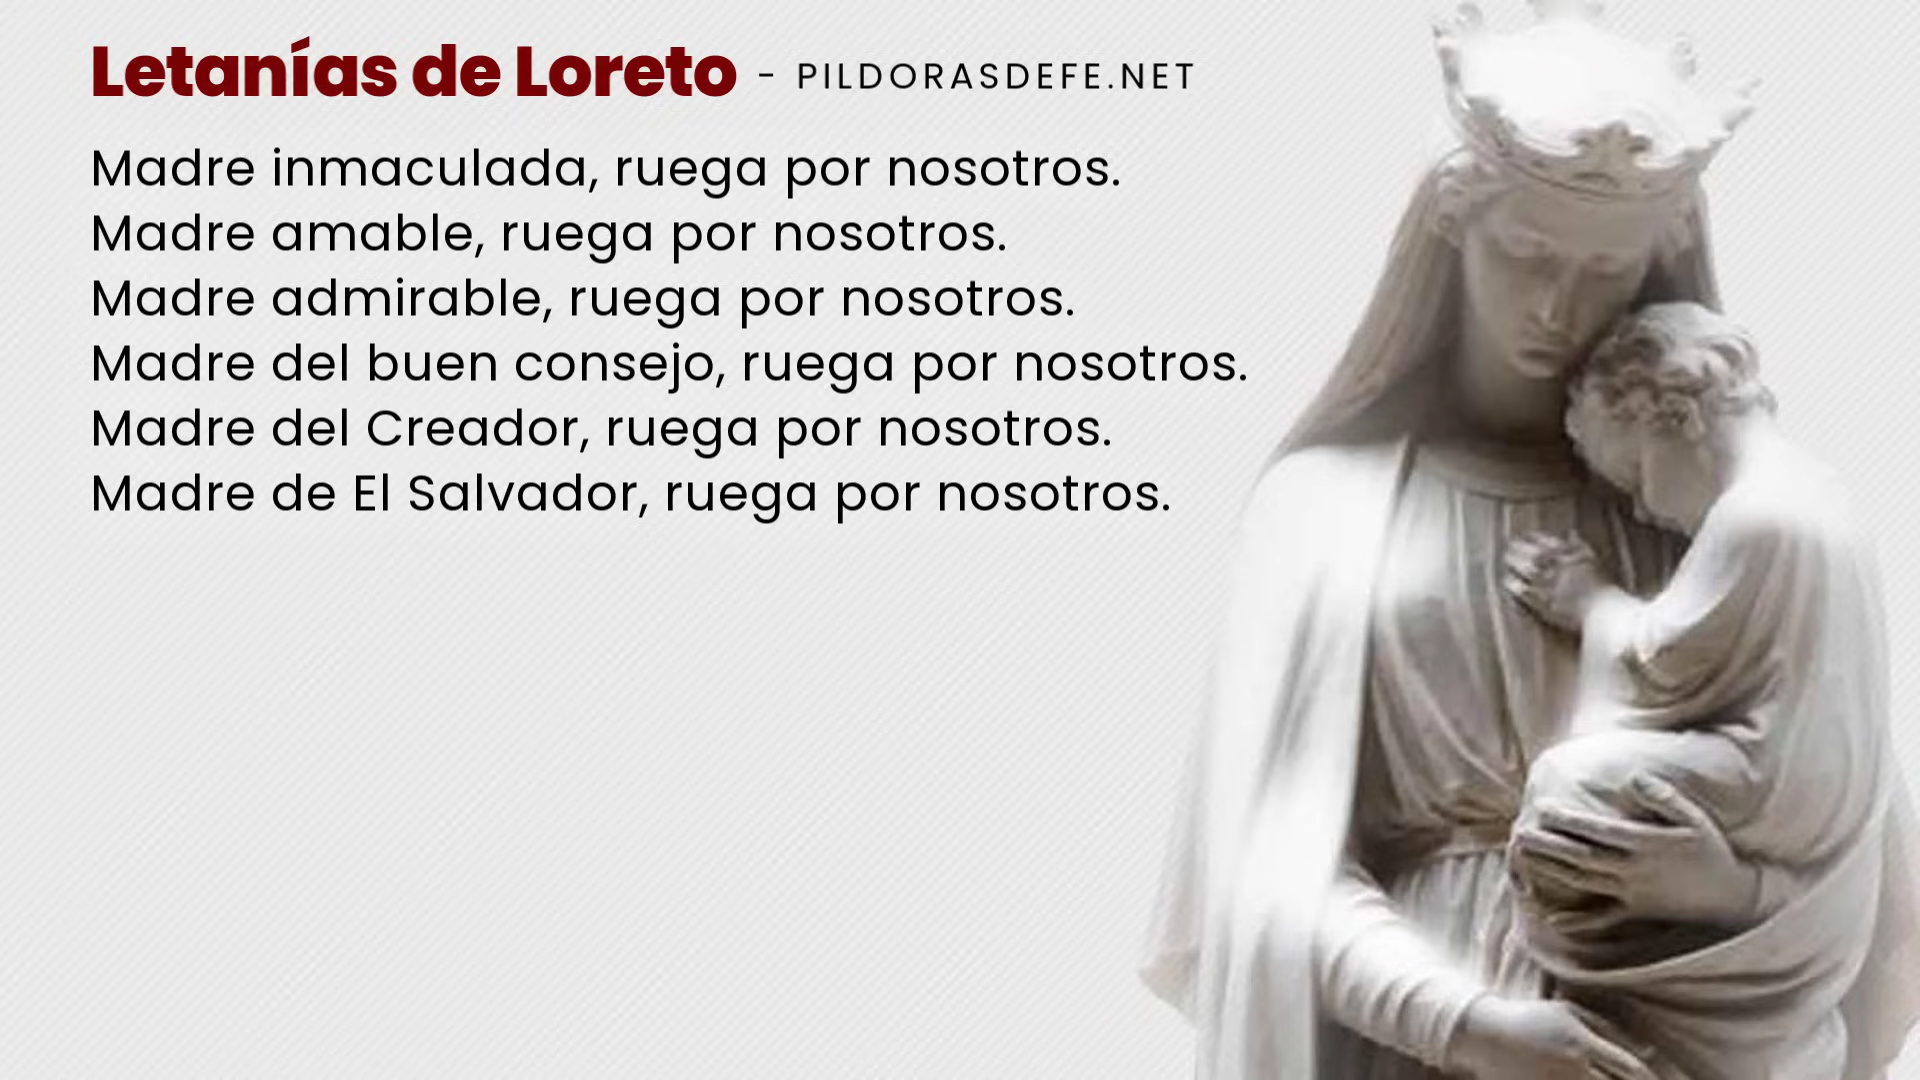 Letanías de Loreto - PILDORASDEFE.NET
Madre inmaculada, ruega por nosotros.
Madre amable, ruega por nosotros.
Madre admirable, ruega por nosotros.
Madre del buen consejo, ruega por nosotros.
Madre del Creador, ruega por nosotros.
Madre de El Salvador, ruega por nosotros.